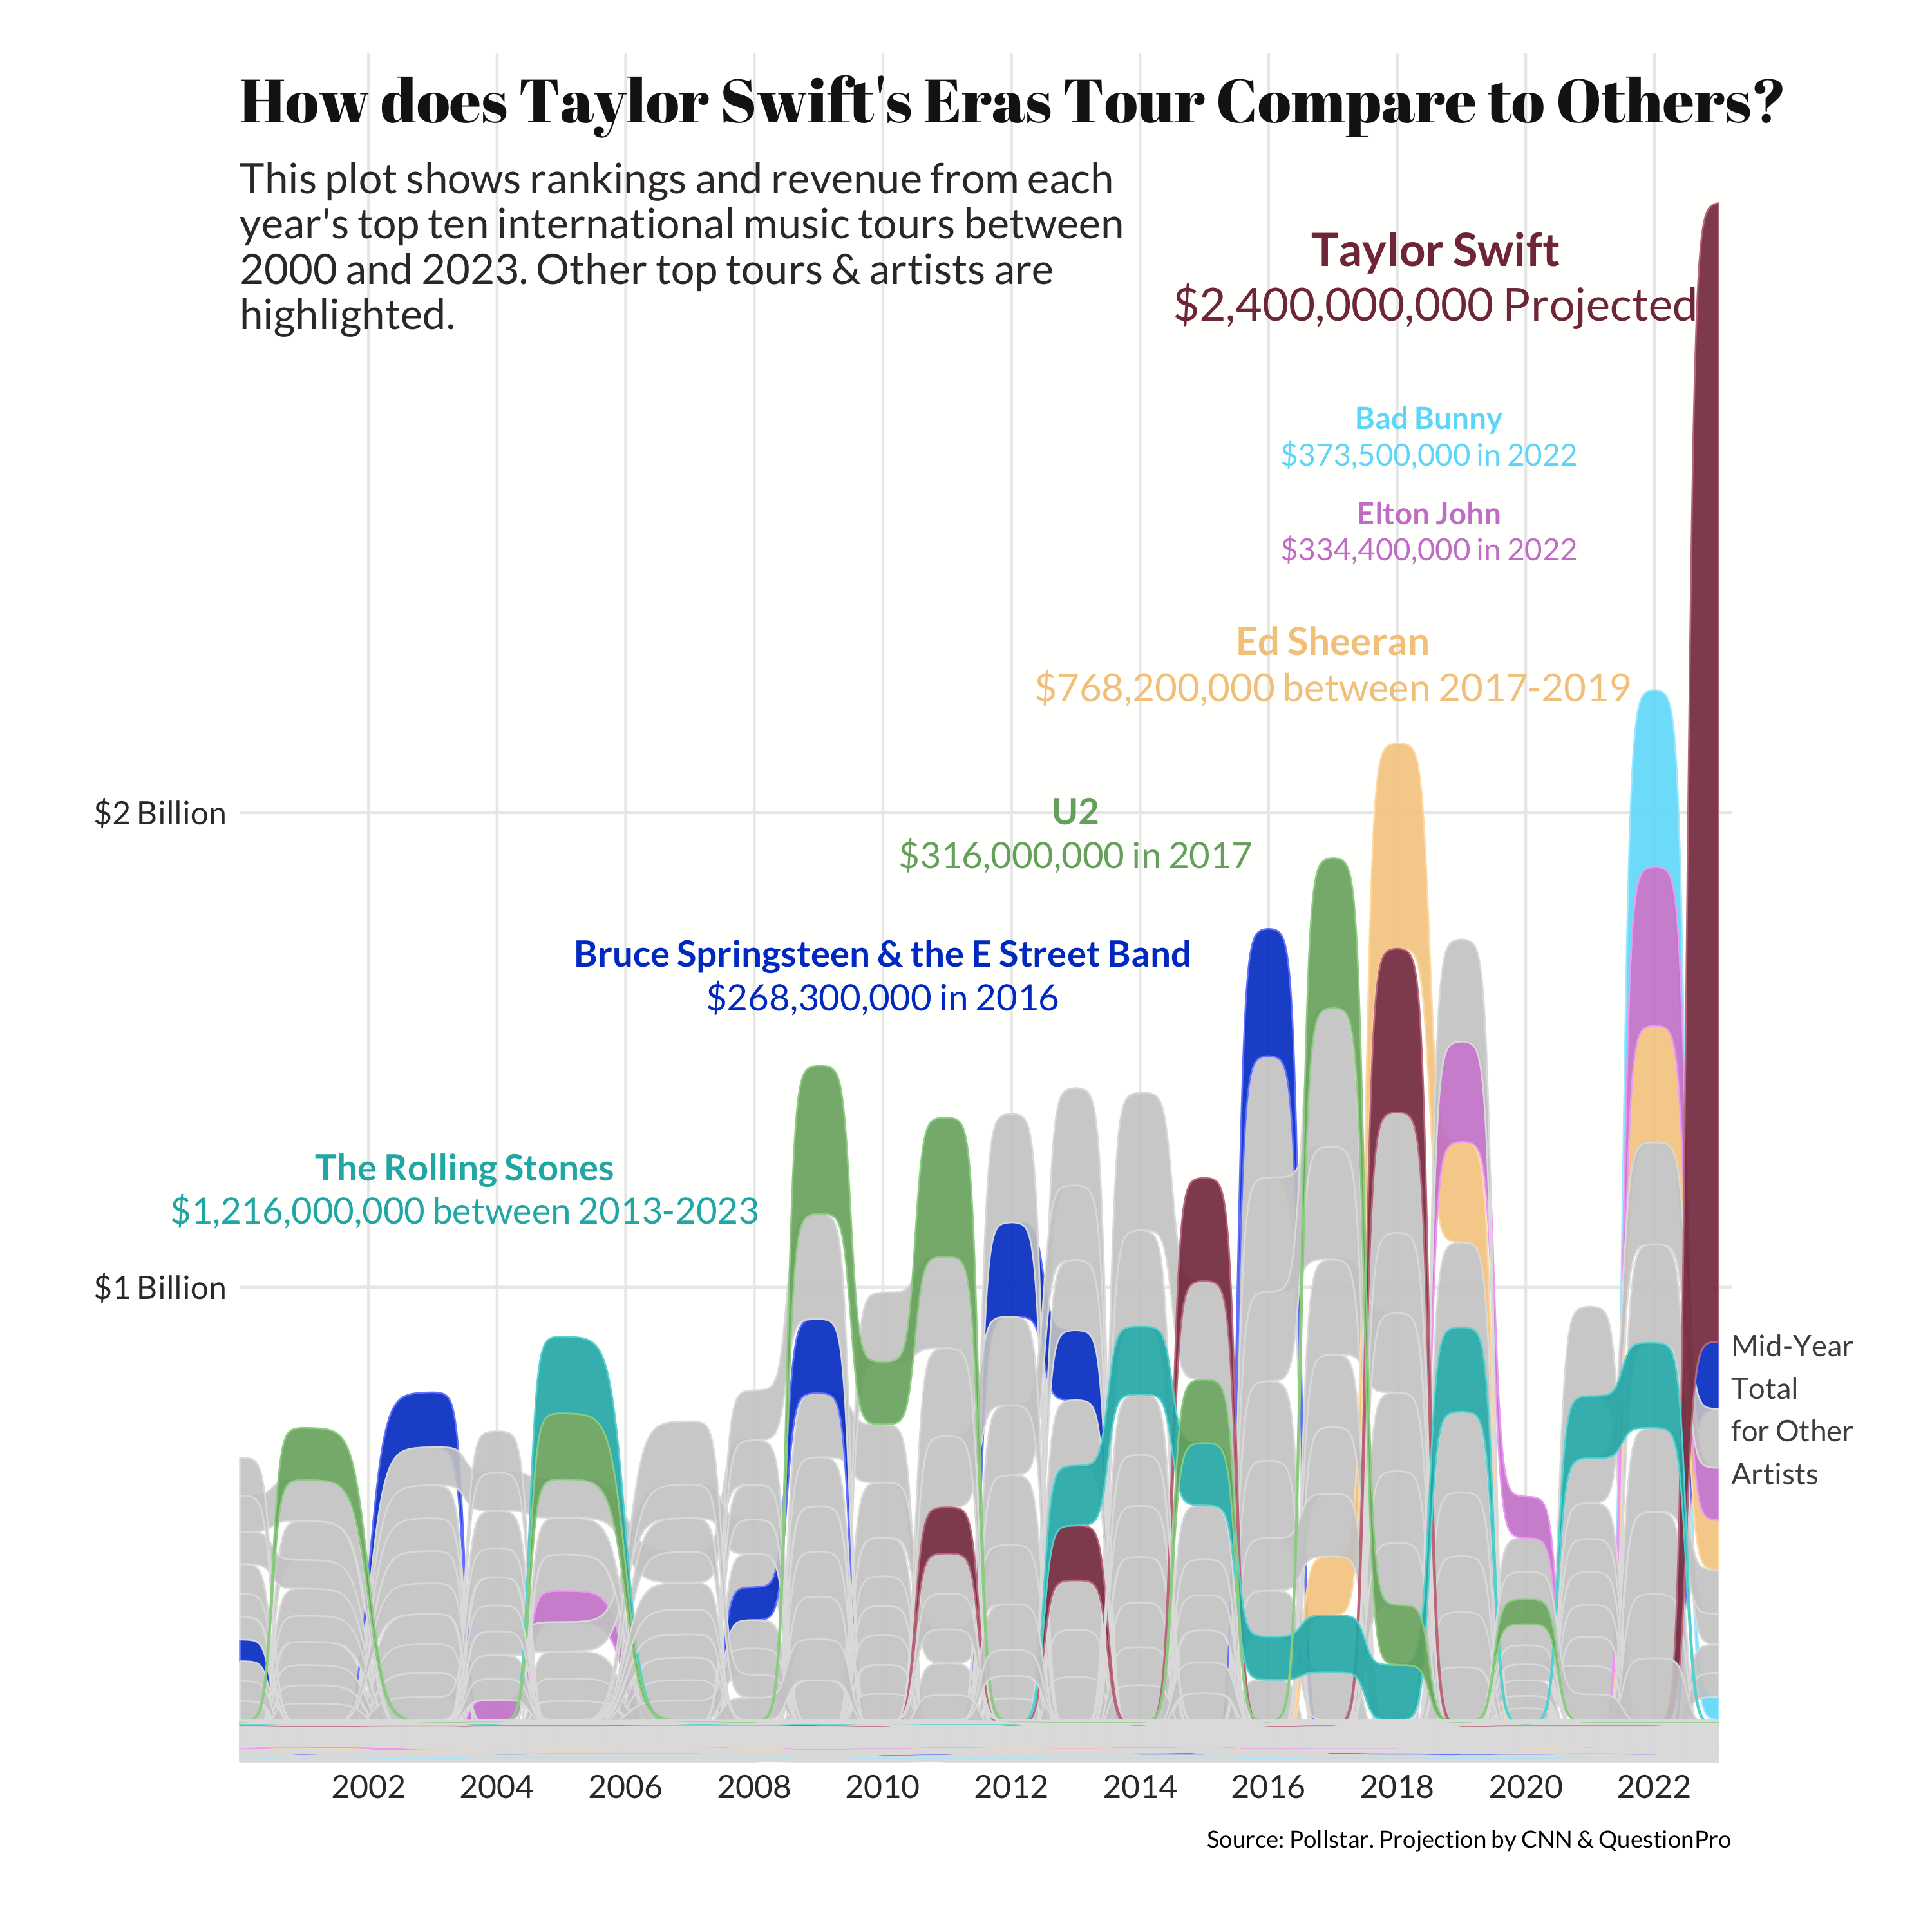 How does Taylor Swift's Eras Tour Compare to Others?
This plot shows rankings and revenue from each
year's top ten international music tours between
2000 and 2023. Other top tours & artists are
highlighted.
Taylor Swift
$2,400,000,000 Projected
Bad Bunny
$373,500,000 in 2022
Elton John
$334,400,000 in 2022
Ed Sheeran
$768,200,000 between 2017-2019
$2 Billion
U2
$316,000,000 in 2017
Bruce Springsteen & the E Street Band
$268,300,000 in 2016
The Rolling Stones
$1,216,000,000 between 2013-2023
$1 Billion
Mid-Year
Total
for Other
Artists
2002 2004 2006 2008 2010 2012 2014 2016 2018 2020 2022
Source: Pollstar. Projection by CNN & QuestionPro